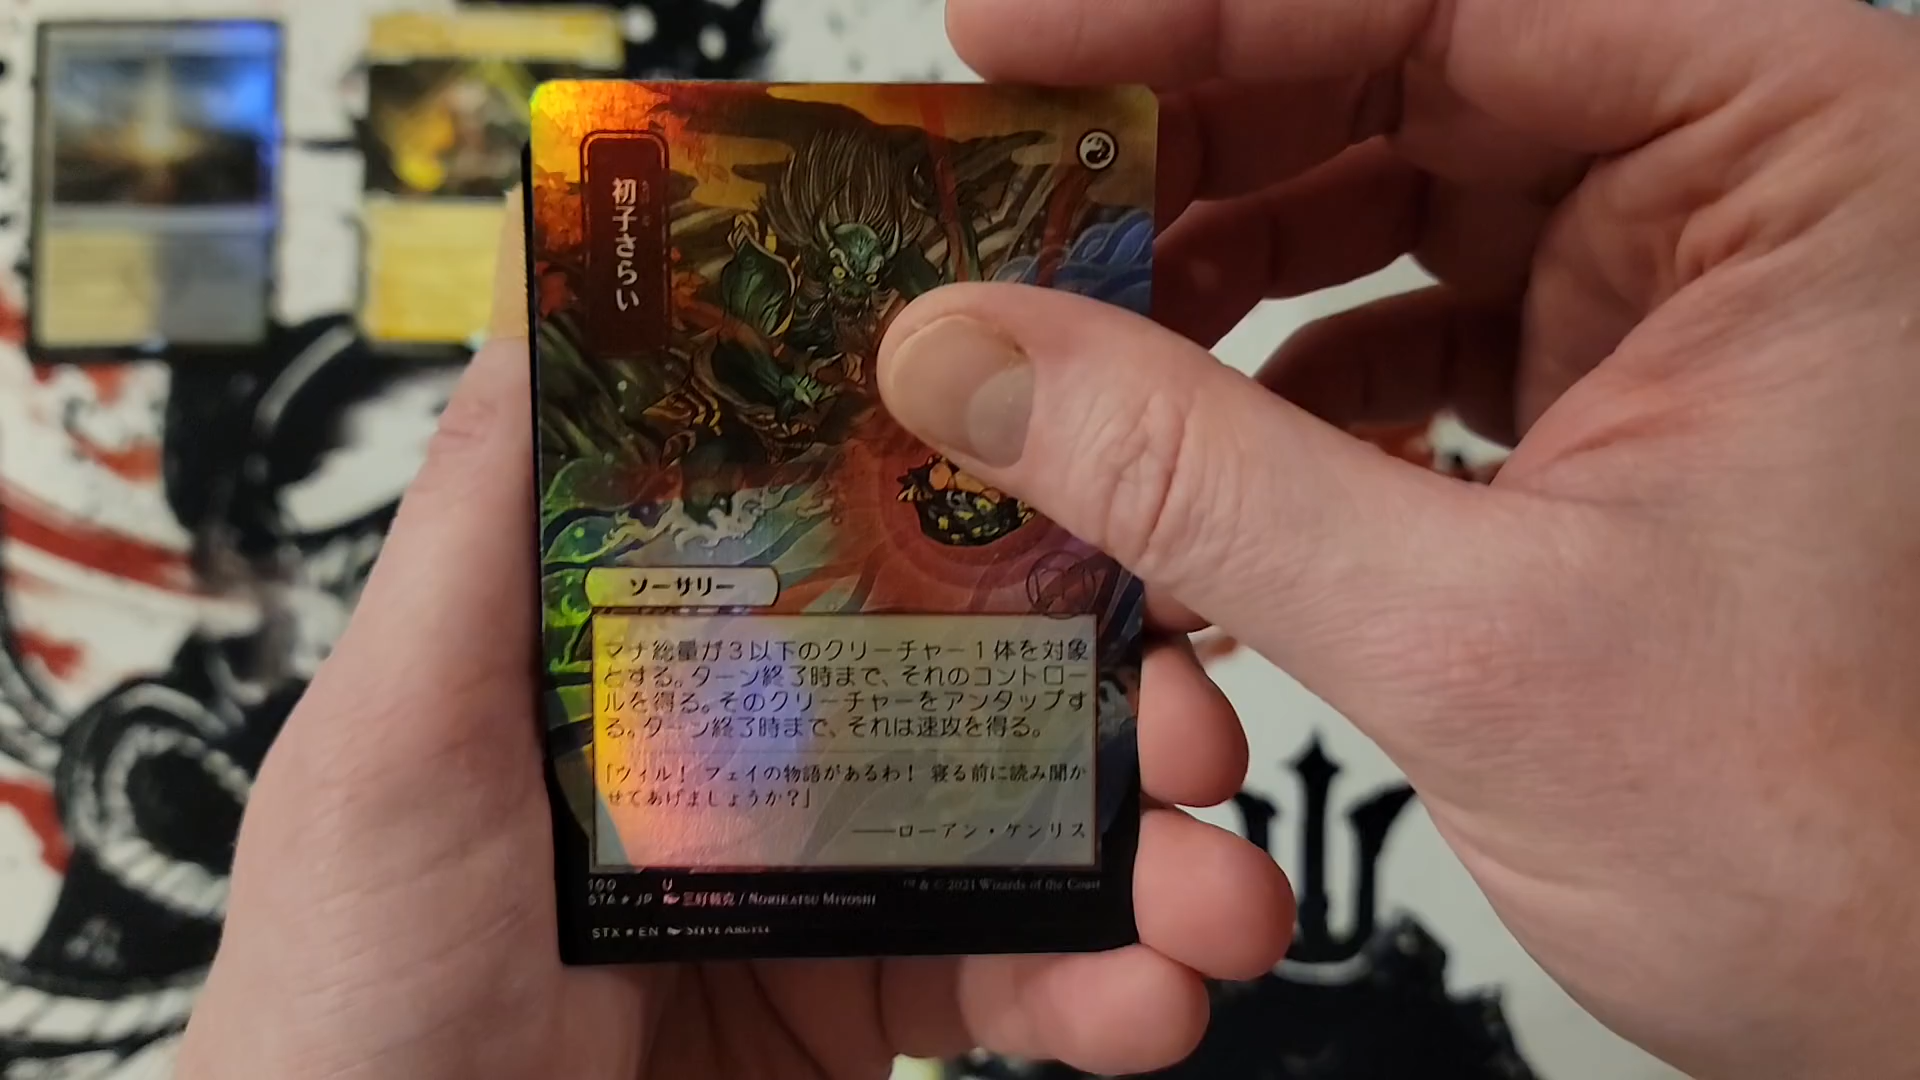 初子さらい
ソーサリー
マナ総量が3以下のクリーチャー1体を対象
とする。ターン終了時まで、それのコントロー
ルを得る。そのクリーチャーをアンタップす
る。ターン終了時まで、それは速攻を得る。
「ウィル! フェイの物語があるわ! 寝る前に読み聞か
せてあげましょうか?」
──ローアン・ケンリス
100 U
™ & © 2021 Wizards of the Coast
STA ★ JP 三好載克 / NORIKATSU MIYOSHI
STX ★ EN STEVE ARGYLE